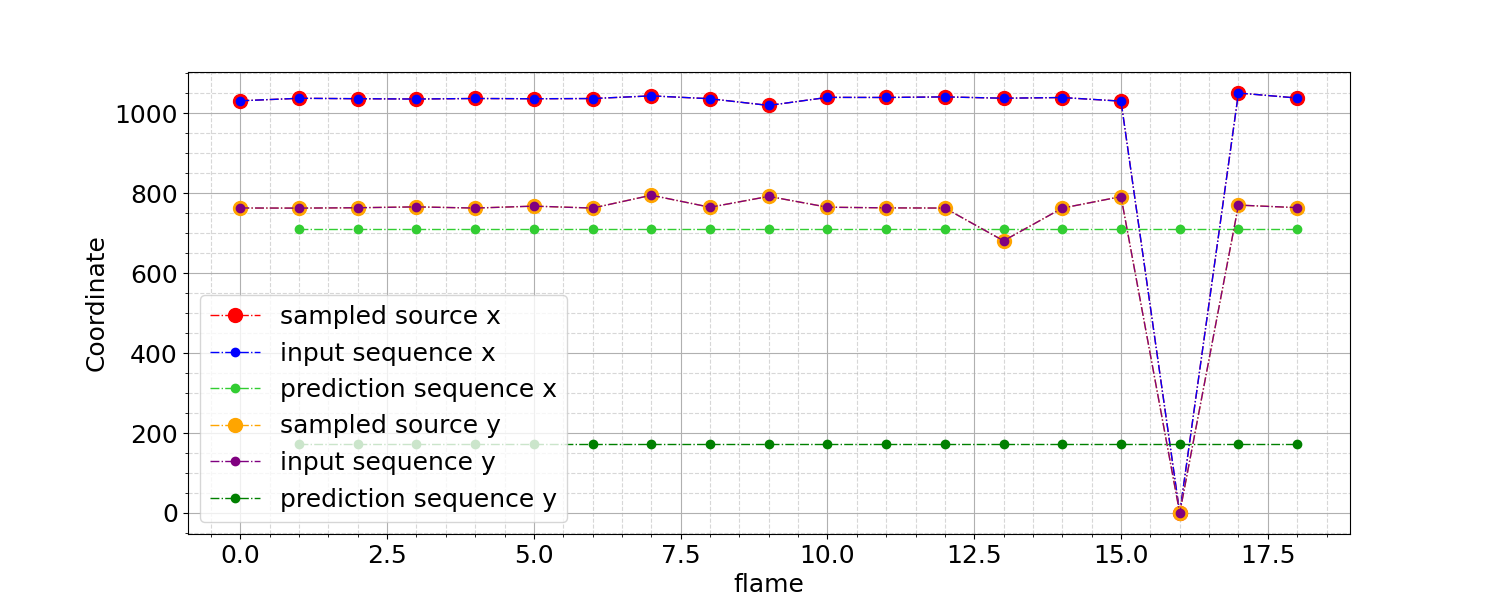 1000
800
600
400
200
0
Coordinate
sampled source x
input sequence x
prediction sequence x
sampled source y
input sequence y
prediction sequence y
0.0 2.5 5.0 7.5 10.0 12.5 15.0 17.5
flame